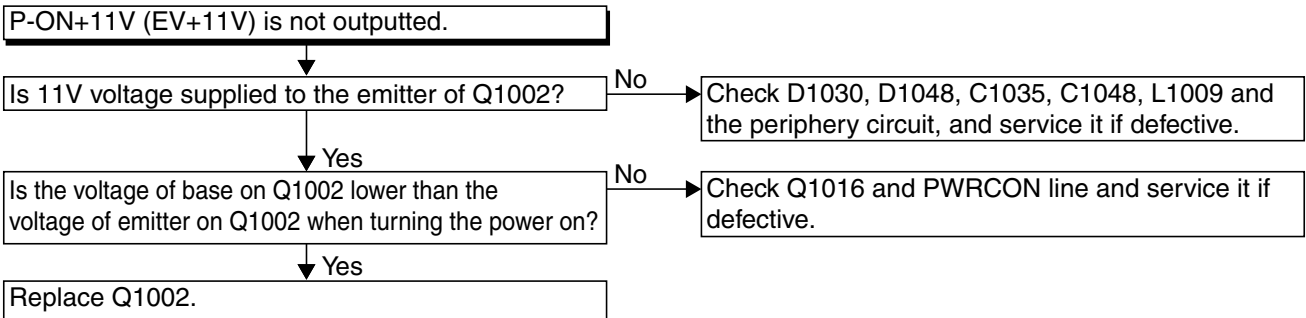 P-ON+11V (EV+11V) is not outputted.
Is 11V voltage supplied to the emitter of Q1002?
No
Check D1030, D1048, C1035, C1048, L1009 and
the periphery circuit, and service it if defective.
Yes
Is the voltage of base on Q1002 lower than the
voltage of emitter on Q1002 when turning the power on?
No
Check Q1016 and PWRCON line and service it if
defective.
Yes
Replace Q1002.